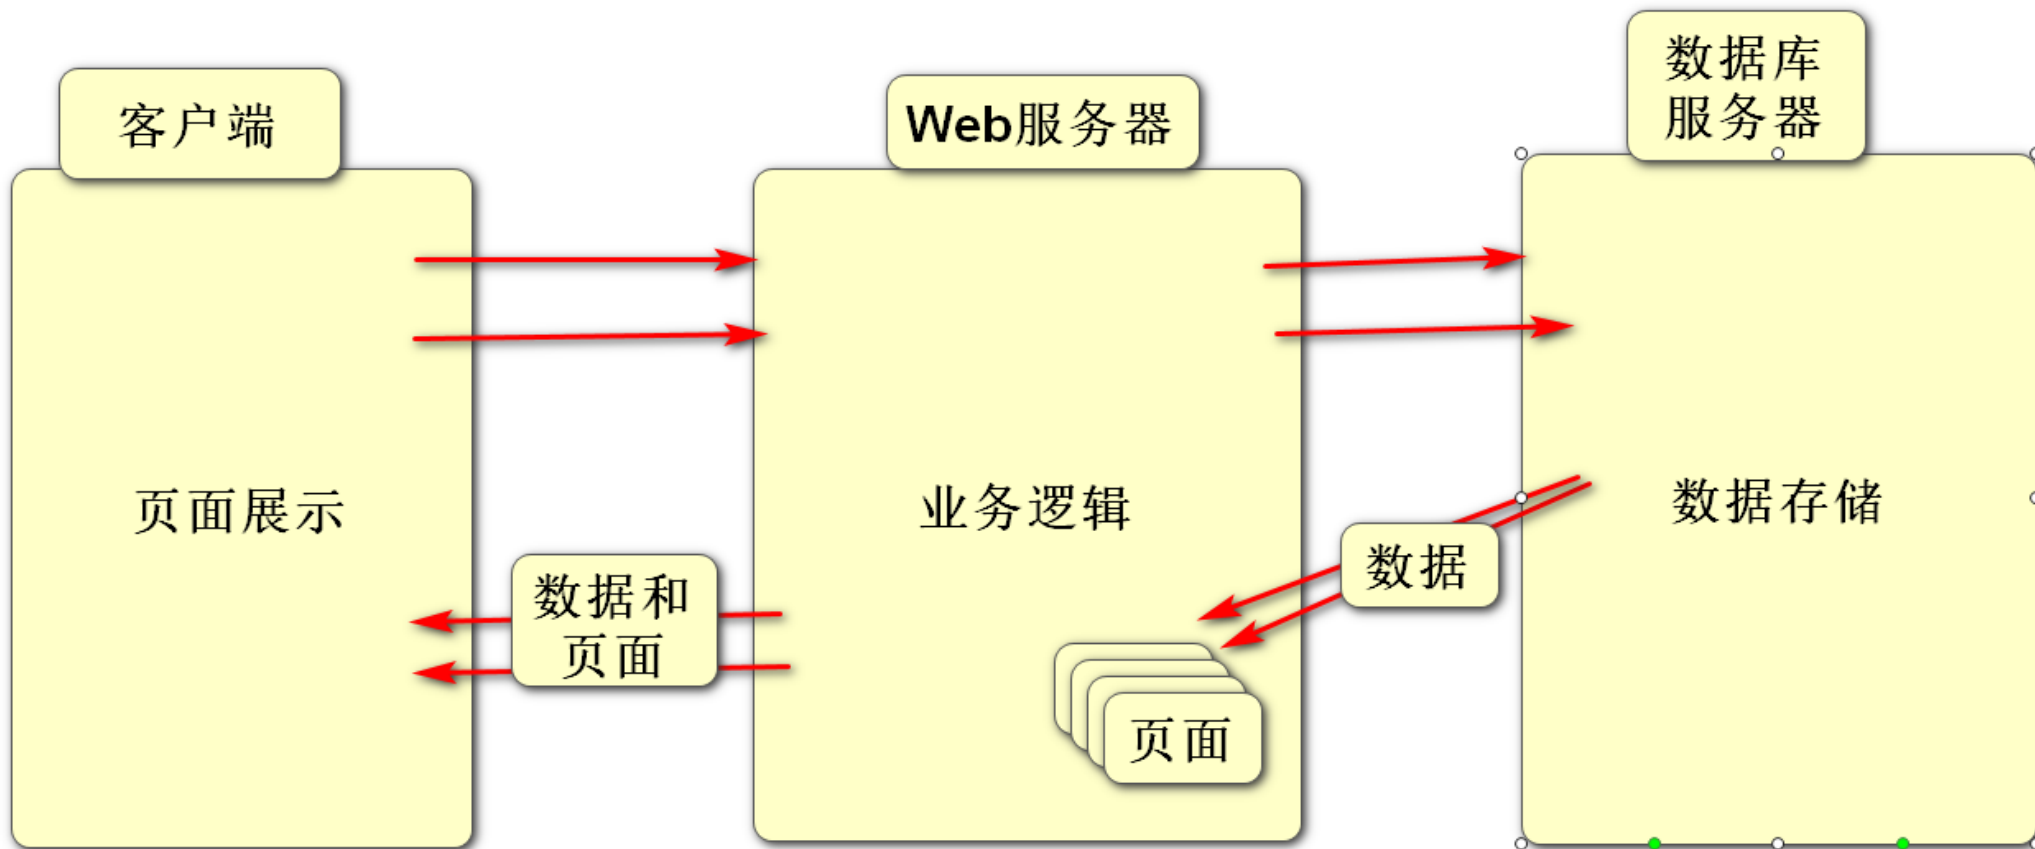 客户端
Web服务器
数据库
服务器
页面展示
业务逻辑
数据存储
数据和
页面
数据
页面